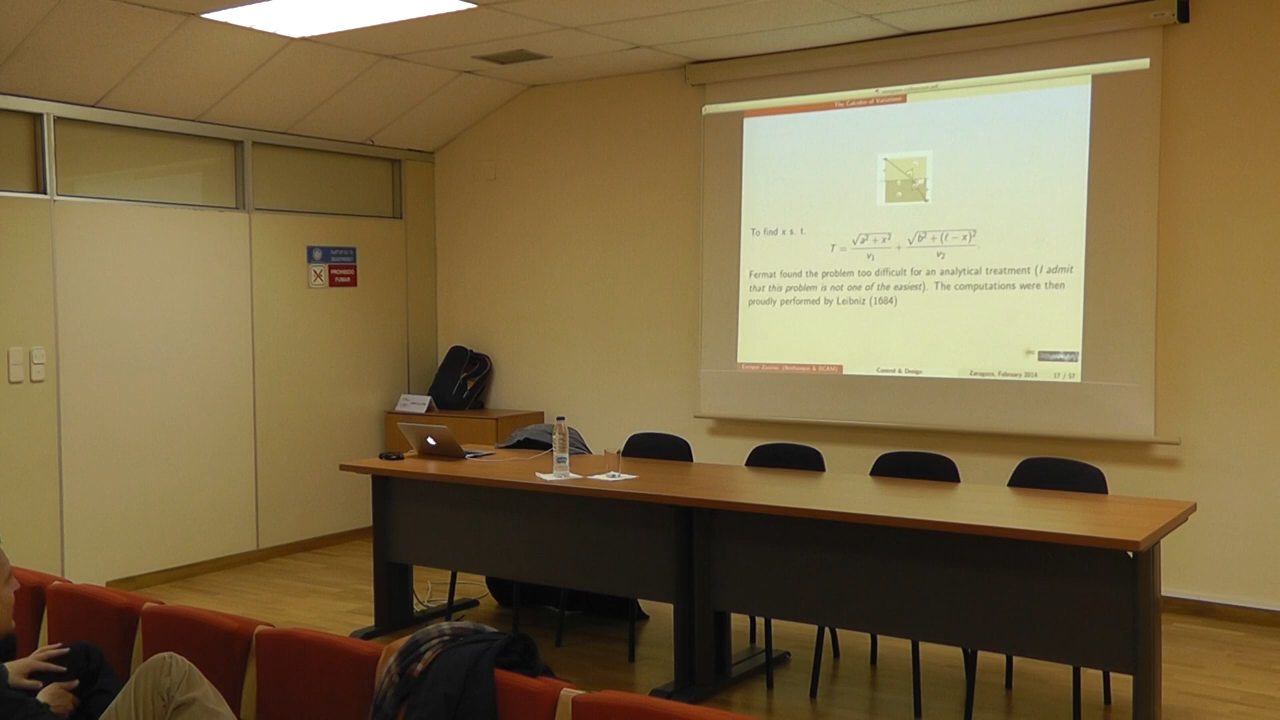 The Calculus of Variations
To find x s. t.
T = √(a² + x²)/v₁ + √(b² + (ℓ − x)²)/v₂
Fermat found the problem too difficult for an analytical treatment (I admit
that this problem is not one of the easiest). The computations were then
proudly performed by Leibniz (1684)
Enrique Zuazua (Ikerbasque & BCAM) Control & Design Zaragoza, February 2014 17 / 57
PROHIBIDO
FUMAR